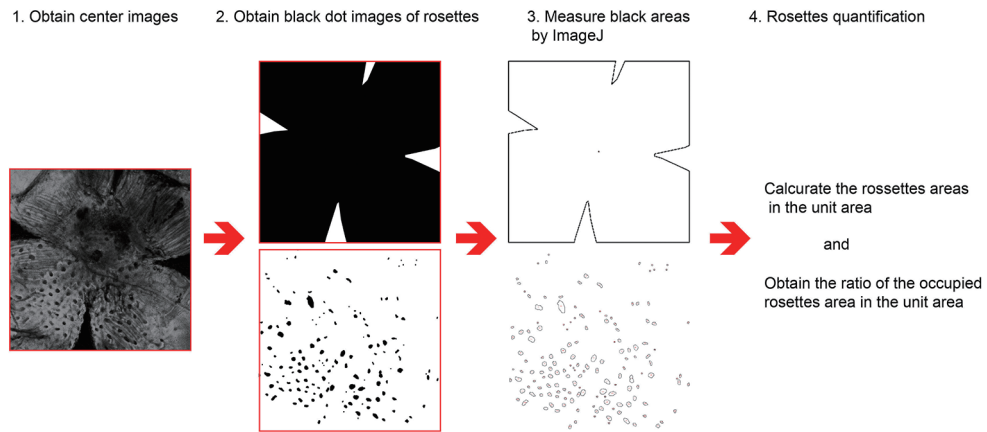 1. Obtain center images
2. Obtain black dot images of rosettes
3. Measure black areas
by ImageJ
4. Rosettes quantification
Calcurate the rossettes areas
in the unit area
and
Obtain the ratio of the occupied
rosettes area in the unit area